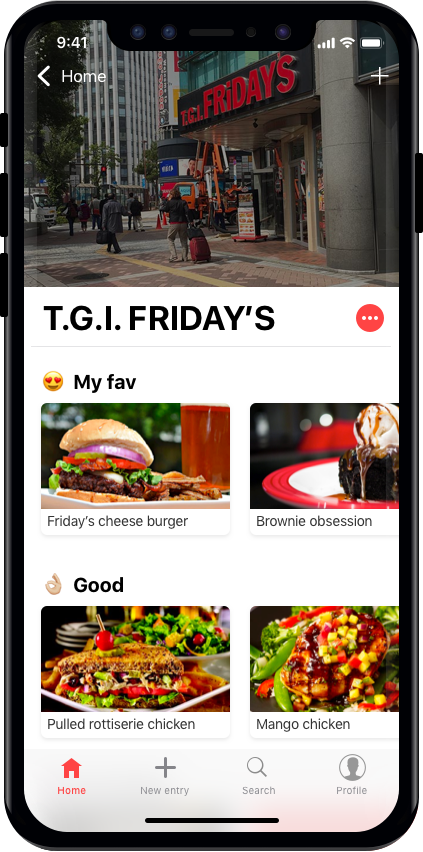 9:41
Home
T.G.I. FRiDAY'S
T.G.I. FRIDAY'S
My fav
Friday's cheese burger
Brownie obsession
Good
Pulled rottiserie chicken
Mango chicken
Home
New entry
Search
Profile